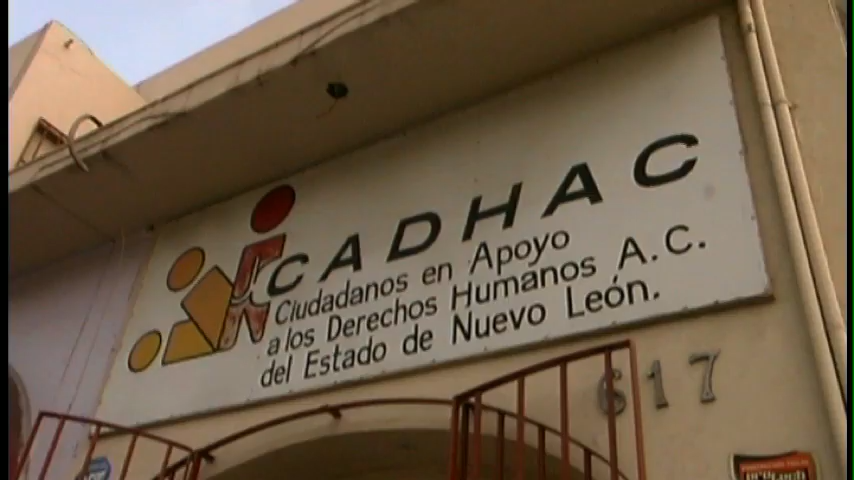 CADHAC
Ciudadanos en Apoyo
a los Derechos Humanos A.C.
del Estado de Nuevo León.
617